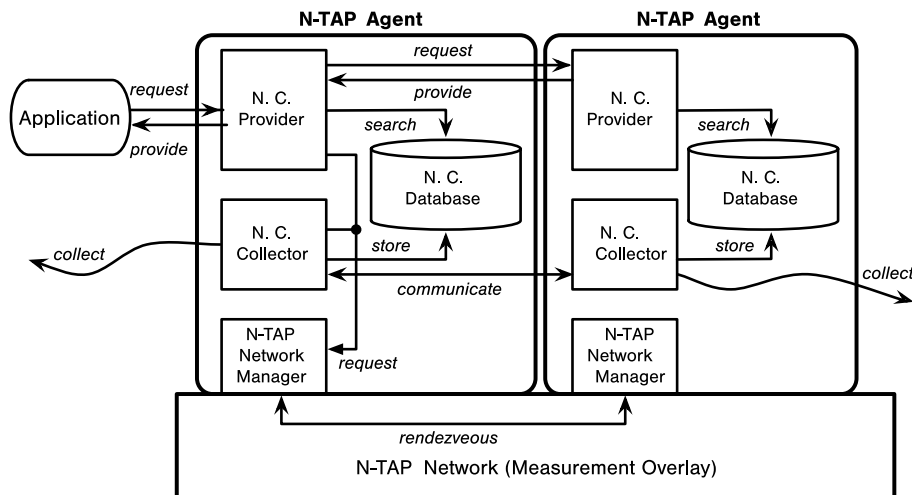 N-TAP Agent
N-TAP Agent
Application
request
provide
N. C.
Provider
request
provide
search
N. C.
Database
N. C.
Collector
collect
store
communicate
N-TAP
Network
Manager
request
N. C.
Provider
search
N. C.
Database
N. C.
Collector
store
collect
N-TAP
Network
Manager
rendezveous
N-TAP Network (Measurement Overlay)